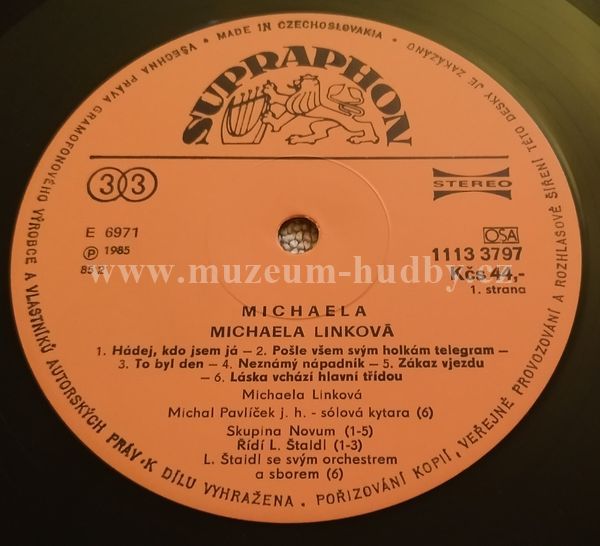 VŠECHNA PRÁVA GRAMOFONOVÉHO VÝROBCE A VLASTNÍKŮ AUTORSKÝCH PRÁV K DÍLU VYHRAŽENA. POŘIZOVÁNÍ KOPIÍ, VEŘEJNÉ PROVOZOVÁNÍ A ROZHLASOVÉ ŠÍŘENÍ TÉTO DESKY JE ZAKÁZÁNO • MADE IN CZECHOSLOVAKIA •
SUPRAPHON
33
STEREO
E 6971
Ⓟ 1985
85 2V
OSA
1113 3797
Kčs 44,-
1. strana
www.muzeum-hudby.cz
MICHAELA
MICHAELA LINKOVÁ
1. Hádej, kdo jsem já – 2. Pošle všem svým holkám telegram –
3. To byl den – 4. Neznámý nápadník – 5. Zákaz vjezdu
– 6. Láska vchází hlavní třídou
Michaela Linková
Michal Pavlíček j. h. - sólová kytara (6)
Skupina Novum (1-5)
Řídí L. Štaidl (1-3)
L. Štaidl se svým orchestrem
a sborem (6)